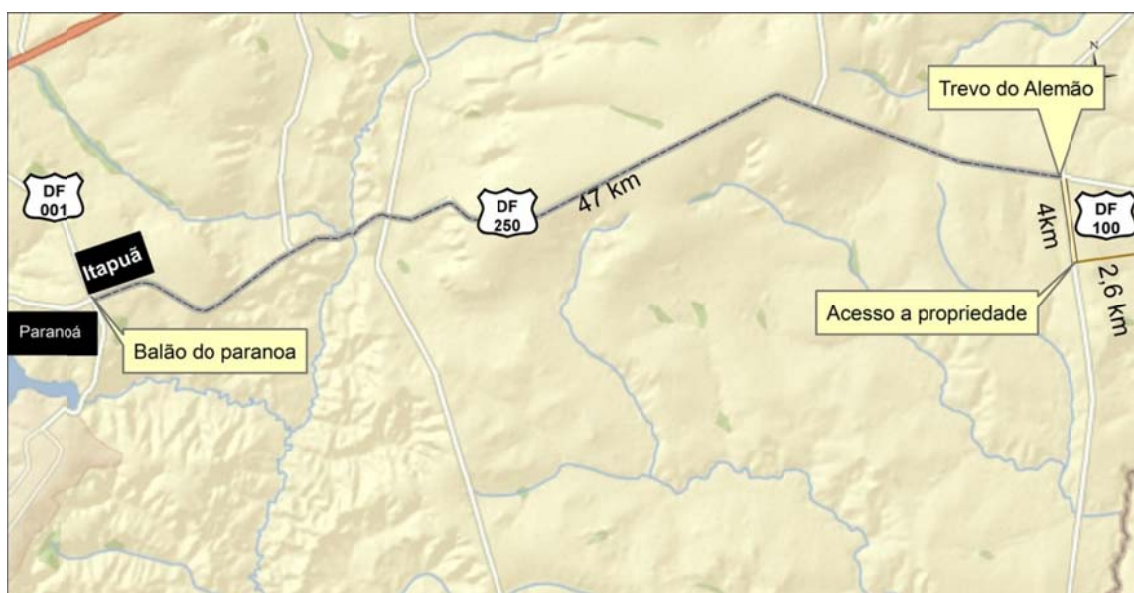 N
Trevo do Alemão
DF
001
DF
250
47 km
4km
DF
100
Itapuã
2,6 km
Acesso a propriedade
Paranoá
Balão do paranoa